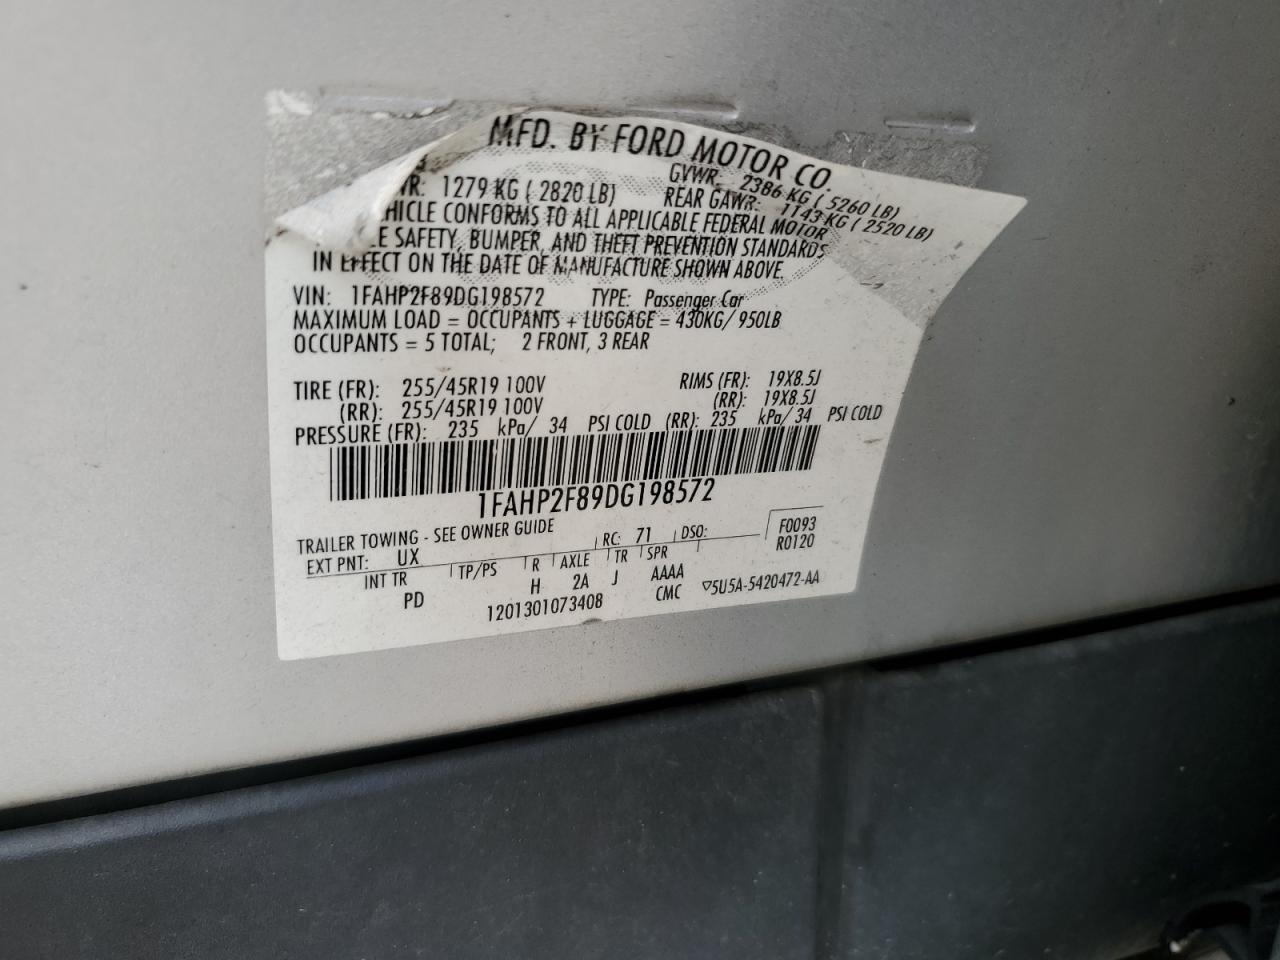 MFD. BY FORD MOTOR CO.
GVWR: 2386 KG ( 5260 LB)
WR: 1279 KG ( 2820 LB) REAR GAWR: 1143 KG ( 2520 LB)
HICLE CONFORMS TO ALL APPLICABLE FEDERAL MOTOR
LE SAFETY, BUMPER, AND THEFT PREVENTION STANDARDS
IN EFFECT ON THE DATE OF MANUFACTURE SHOWN ABOVE.
VIN: 1FAHP2F89DG198572 TYPE: Passenger Car
MAXIMUM LOAD = OCCUPANTS + LUGGAGE = 430KG/ 950LB
OCCUPANTS = 5 TOTAL; 2 FRONT, 3 REAR
TIRE (FR): 255/45R19 100V RIMS (FR): 19X8.5J
(RR): 255/45R19 100V (RR): 19X8.5J
PRESSURE (FR): 235 kPa/ 34 PSI COLD (RR): 235 kPa/ 34 PSI COLD
1FAHP2F89DG198572
TRAILER TOWING - SEE OWNER GUIDE
EXT PNT: UX RC: 71 DSO: F0093
R0120
INT TR TP/PS R AXLE TR SPR
PD H 2A J AAAA
CMC
1201301073408 ▽5U5A-5420472-AA